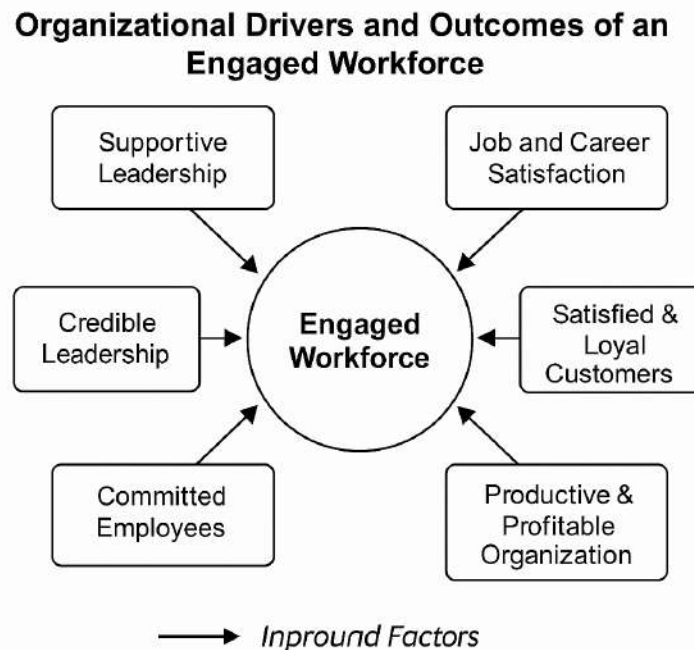 Organizational Drivers and Outcomes of an
Engaged Workforce
Supportive
Leadership
Job and Career
Satisfaction
Credible
Leadership
Engaged
Workforce
Satisfied &
Loyal
Customers
Committed
Employees
Productive &
Profitable
Organization
Inpround Factors